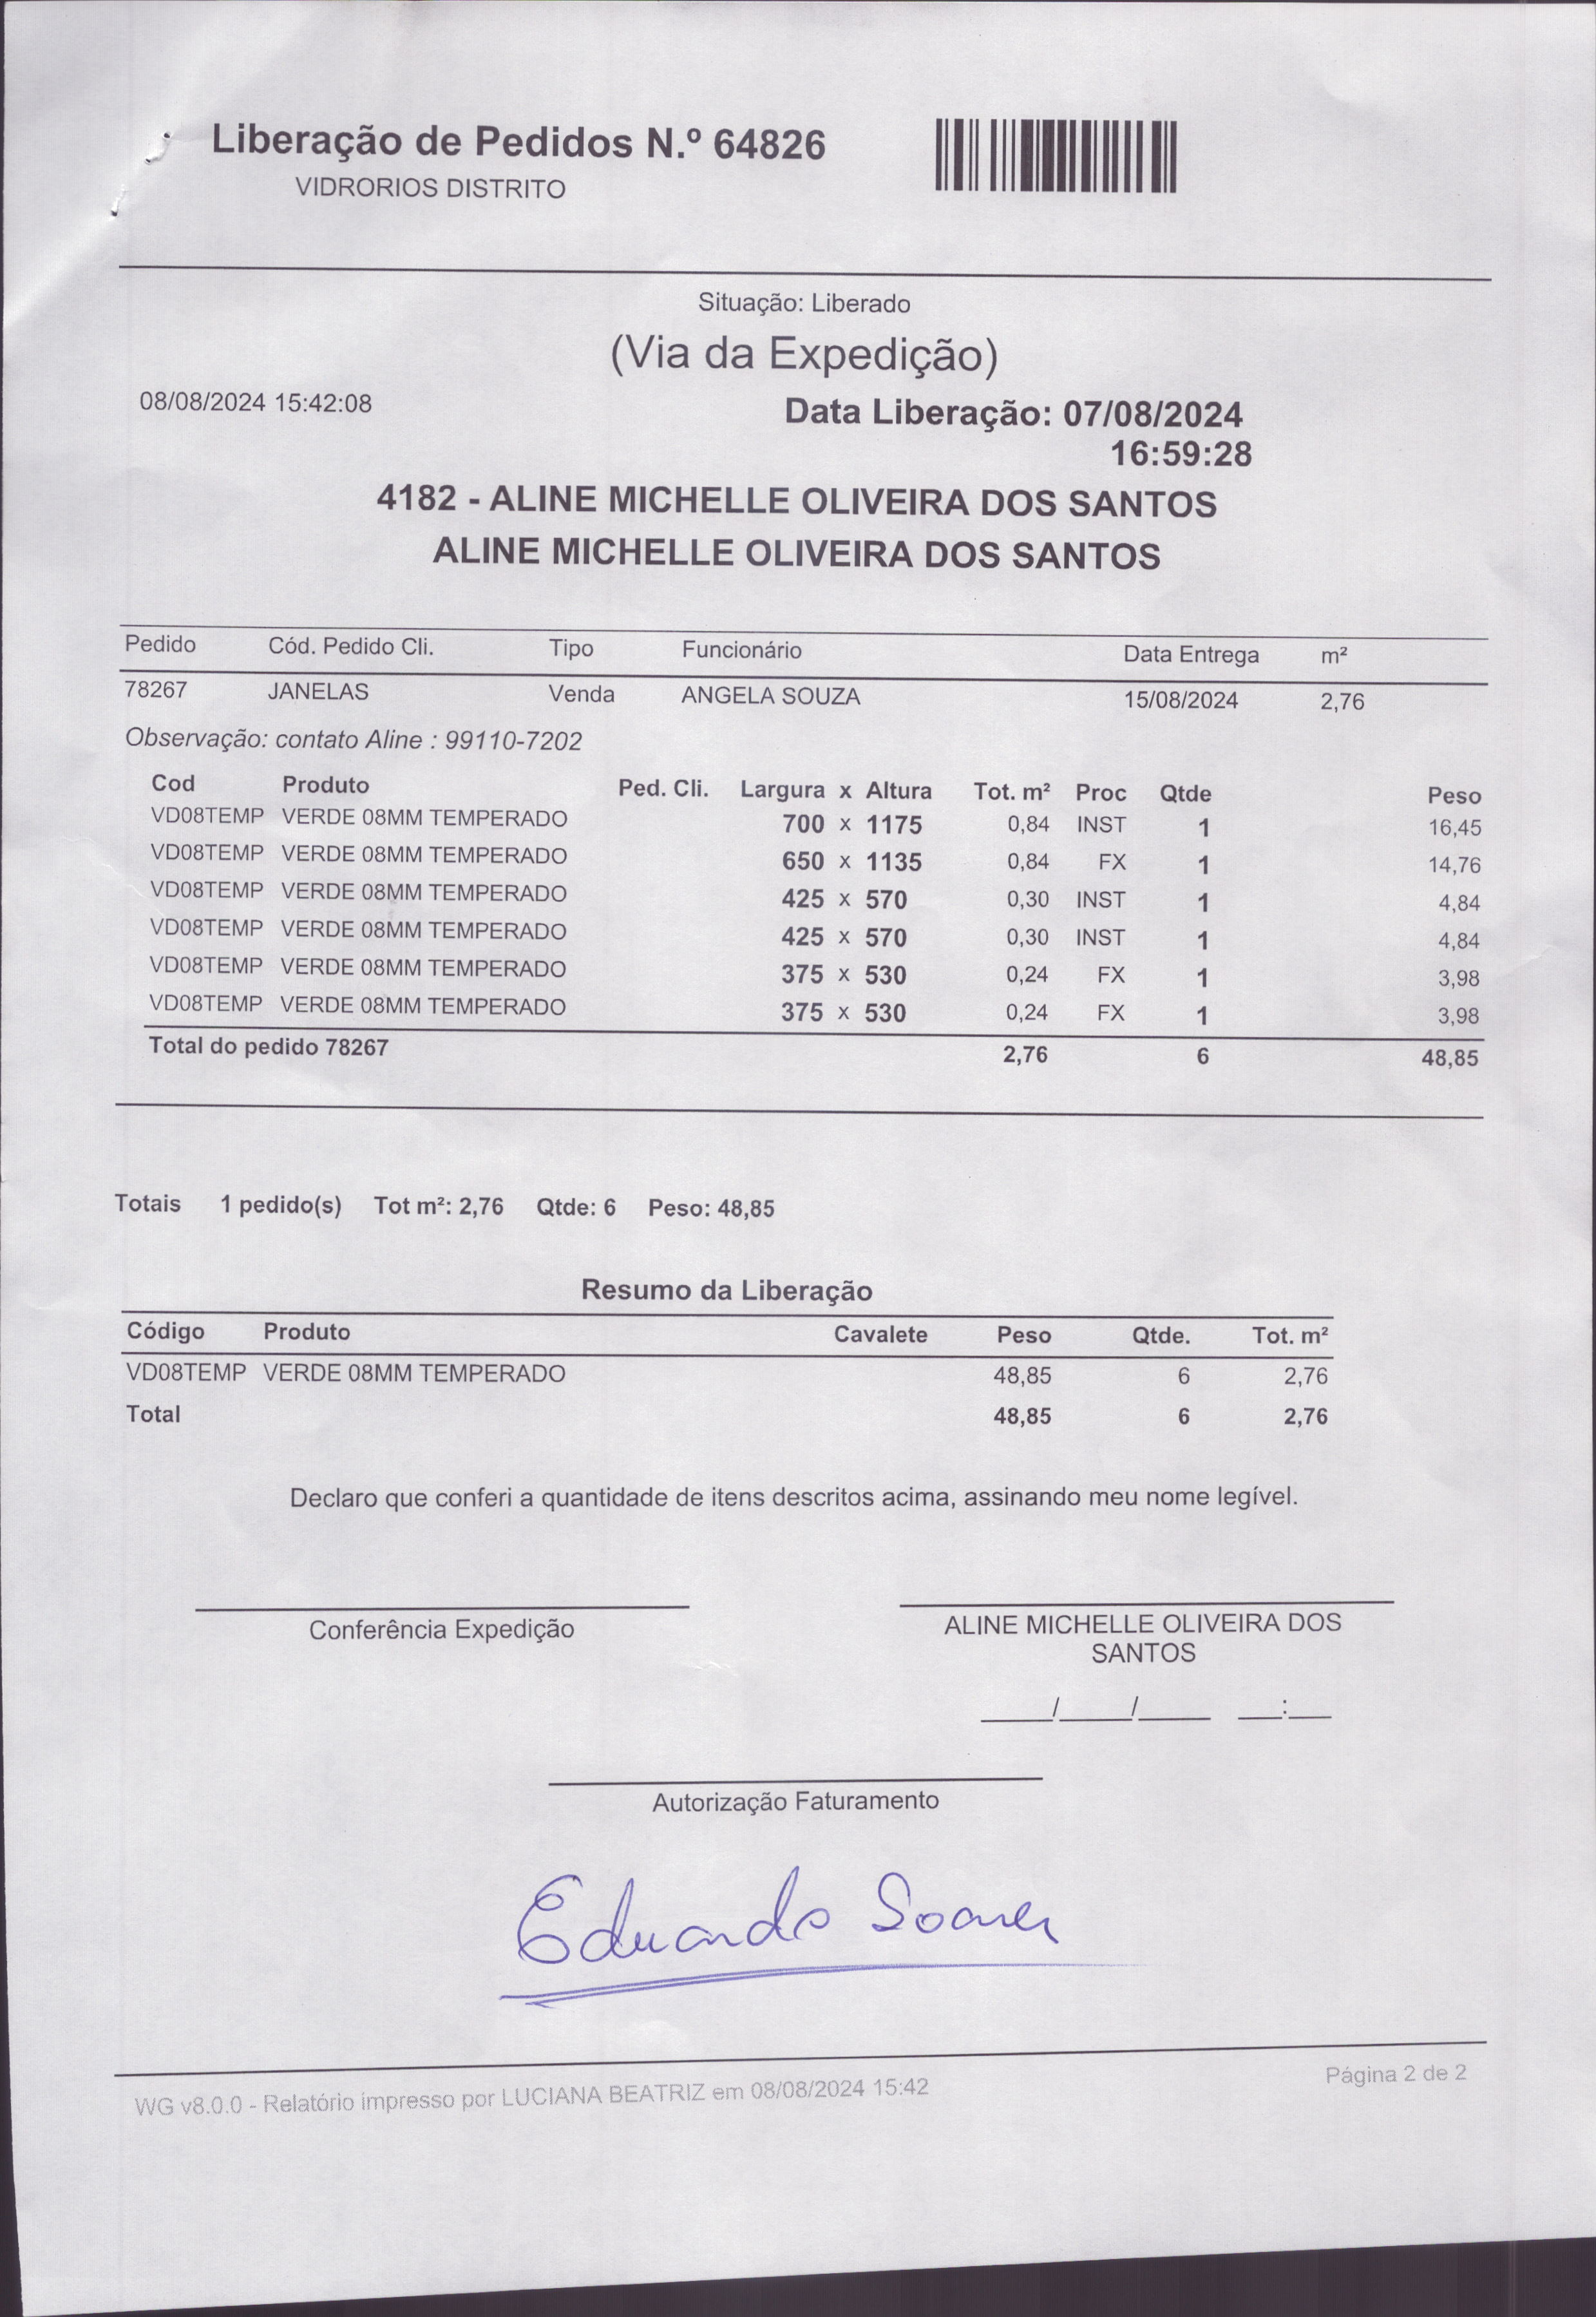 Liberação de Pedidos N.º 64826
VIDRORIOS DISTRITO
Situação: Liberado
(Via da Expedição)
08/08/2024 15:42:08
Data Liberação: 07/08/2024
16:59:28
4182 - ALINE MICHELLE OLIVEIRA DOS SANTOS
ALINE MICHELLE OLIVEIRA DOS SANTOS
Pedido Cód. Pedido Cli. Tipo Funcionário Data Entrega m²
78267 JANELAS Venda ANGELA SOUZA 15/08/2024 2,76
Observação: contato Aline : 99110-7202
Cod Produto Ped. Cli. Largura x Altura Tot. m² Proc Qtde Peso
VD08TEMP VERDE 08MM TEMPERADO 700 x 1175 0,84 INST 1 16,45
VD08TEMP VERDE 08MM TEMPERADO 650 x 1135 0,84 FX 1 14,76
VD08TEMP VERDE 08MM TEMPERADO 425 x 570 0,30 INST 1 4,84
VD08TEMP VERDE 08MM TEMPERADO 425 x 570 0,30 INST 1 4,84
VD08TEMP VERDE 08MM TEMPERADO 375 x 530 0,24 FX 1 3,98
VD08TEMP VERDE 08MM TEMPERADO 375 x 530 0,24 FX 1 3,98
Total do pedido 78267 2,76 6 48,85
Totais 1 pedido(s) Tot m²: 2,76 Qtde: 6 Peso: 48,85
Resumo da Liberação
Código Produto Cavalete Peso Qtde. Tot. m²
VD08TEMP VERDE 08MM TEMPERADO 48,85 6 2,76
Total 48,85 6 2,76
Declaro que conferi a quantidade de itens descritos acima, assinando meu nome legível.
Conferência Expedição
ALINE MICHELLE OLIVEIRA DOS
SANTOS
____/____/____ __:__
Autorização Faturamento
Eduardo Soares
WG v8.0.0 - Relatório impresso por LUCIANA BEATRIZ em 08/08/2024 15:42
Página 2 de 2